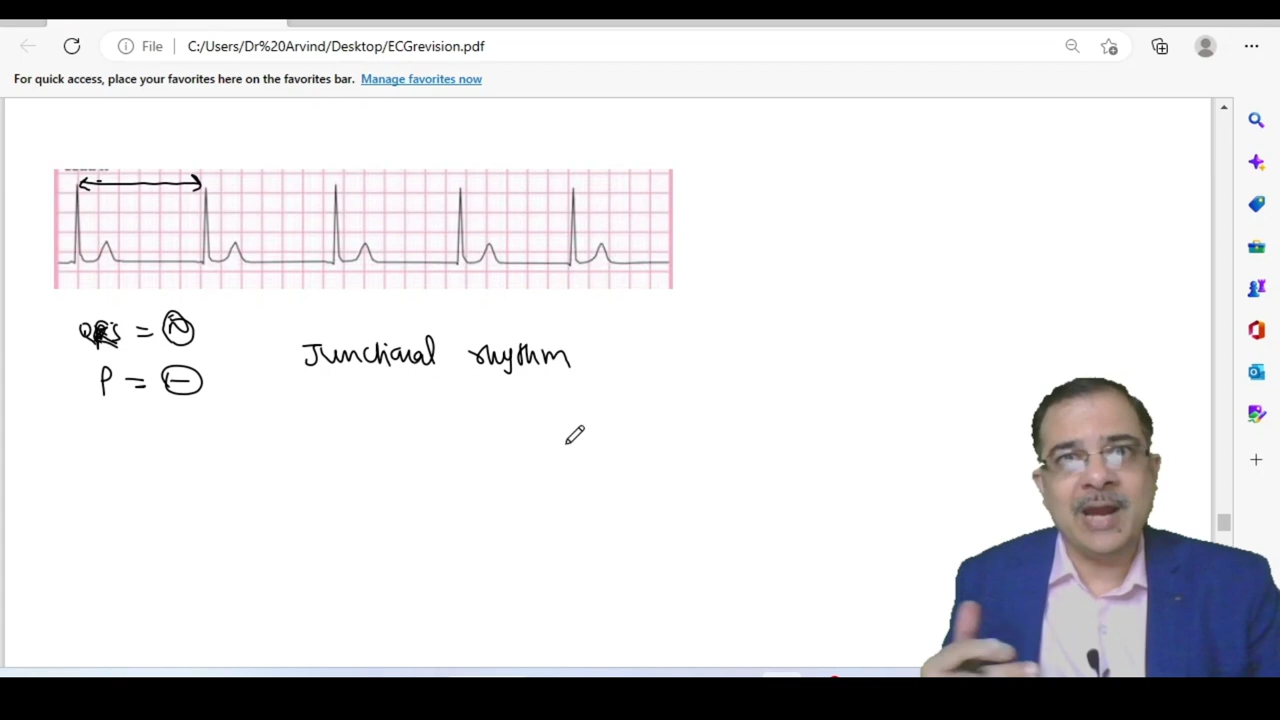 File C:/Users/Dr%20Arvind/Desktop/ECGrevision.pdf
For quick access, place your favorites here on the favorites bar. Manage favorites now
QRS = N
P = −
Junctional rhythm